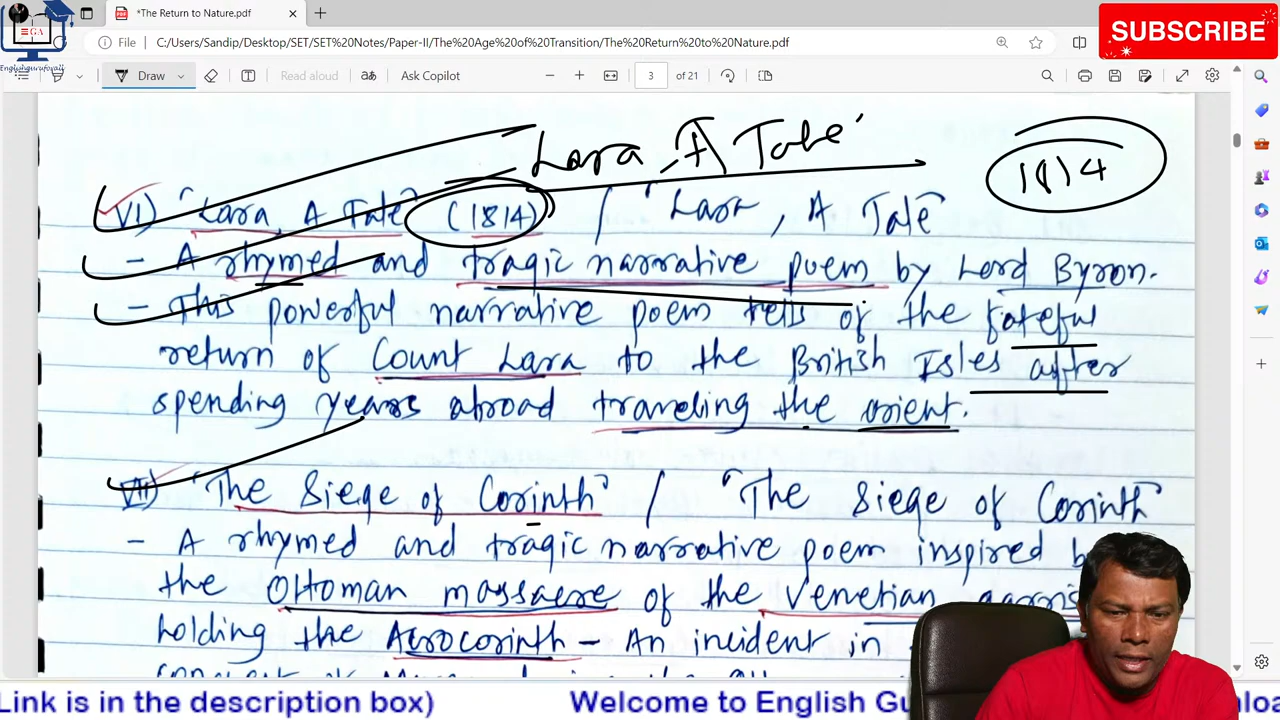 *The Return to Nature.pdf
SUBSCRIBE
EGA
Englishguruforall
File C:/Users/Sandip/Desktop/SET/SET%20Notes/Paper-II/The%20Age%20of%20Transition/The%20Return%20to%20Nature.pdf
Draw Read aloud Ask Copilot 3 of 21
Lara, A Tale' 1814
VI) 'Lara, A Tale' (1814) / 'Lara, A Tale'
- A rhymed and tragic narrative poem by Lord Byron.
- This powerful narrative poem tells of the fateful
return of Count Lara to the British Isles after
spending years abroad traveling the orient.
VII) 'The Siege of Corinth' / 'The Siege of Corinth
- A rhymed and tragic narrative poem inspired
the Ottoman massacre of the Venetian
holding the Acrocorinth - An incident in
Link is in the description box) Welcome to English Gu